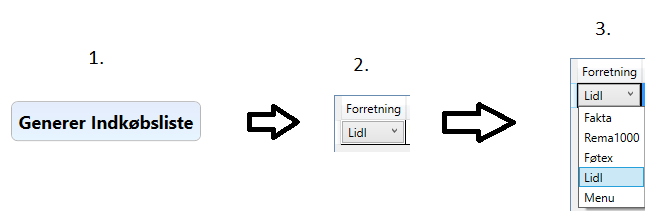 1.
Generer Indkøbsliste
2.
Forretning
Lidl
3.
Forretning
Lidl
Fakta
Rema1000
Føtex
Lidl
Menu